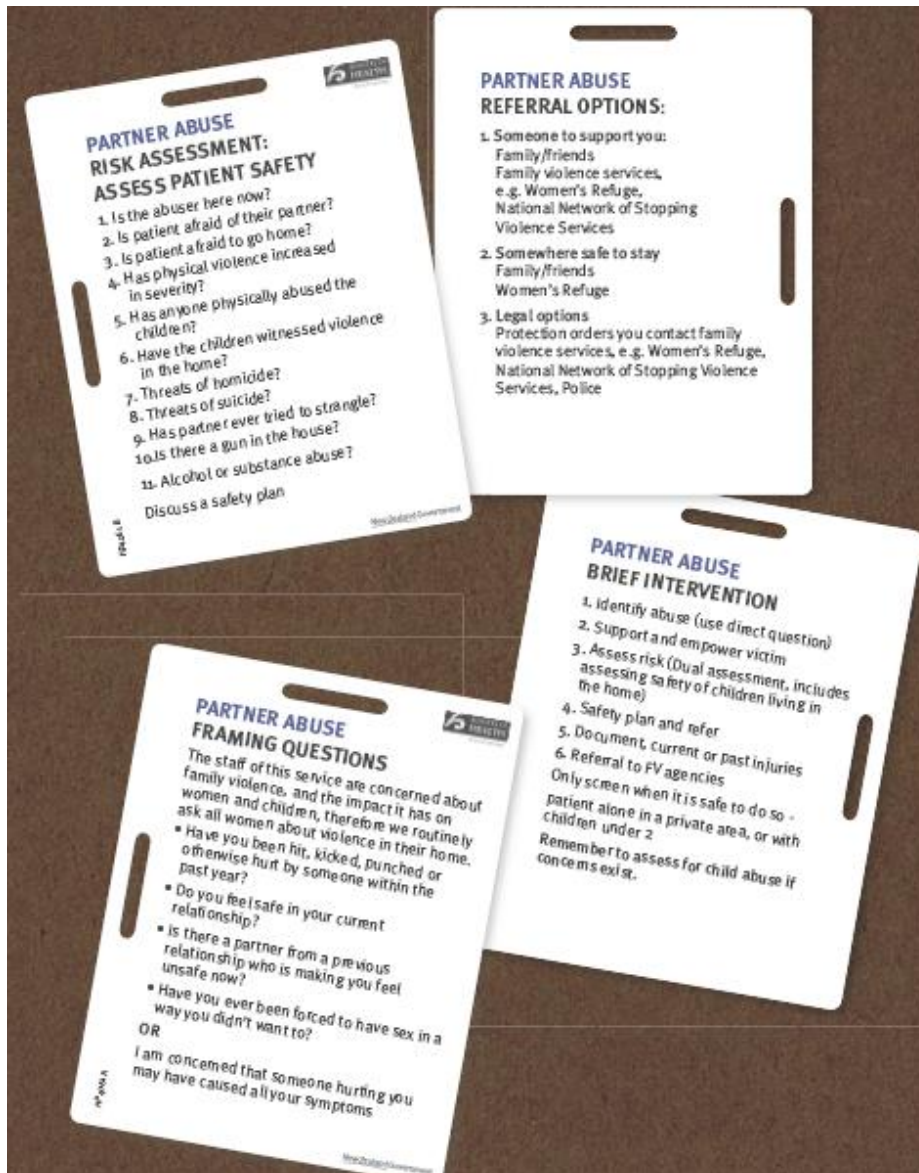 PARTNER ABUSE
RISK ASSESSMENT:
ASSESS PATIENT SAFETY
1. Is the abuser here now?
2. Is patient afraid of their partner?
3. Is patient afraid to go home?
4. Has physical violence increased
in severity?
5. Has anyone physically abused the
children?
6. Have the children witnessed violence
in the home?
7. Threats of homicide?
8. Threats of suicide?
9. Has partner ever tried to strangle?
10.Is there a gun in the house?
11. Alcohol or substance abuse?
Discuss a safety plan
New Zealand Government
HEALTH
PARTNER ABUSE
REFERRAL OPTIONS:
1. Someone to support you:
Family/friends
Family violence services,
e.g. Women's Refuge,
National Network of Stopping
Violence Services
2. Somewhere safe to stay
Family/friends
Women's Refuge
3. Legal options
Protection orders you contact family
violence services, e.g. Women's Refuge,
National Network of Stopping Violence
Services, Police
PARTNER ABUSE
BRIEF INTERVENTION
1. Identify abuse (use direct question)
2. Support and empower victim
3. Assess risk (Dual assessment, includes
assessing safety of children living in
the home)
4. Safety plan and refer
5. Document, current or past injuries
6. Referral to FV agencies
Only screen when it is safe to do so -
patient alone in a private area, or with
children under 2
Remember to assess for child abuse if
concerns exist.
PARTNER ABUSE
FRAMING QUESTIONS
HEALTH
The staff of this service are concerned about
family violence, and the impact it has on
women and children, therefore we routinely
ask all women about violence in their home.
▪ Have you been hit, kicked, punched or
otherwise hurt by someone within the
past year?
▪ Do you feel safe in your current
relationship?
▪ Is there a partner from a previous
relationship who is making you feel
unsafe now?
▪ Have you ever been forced to have sex in a
way you didn't want to?
OR
I am concerned that someone hurting you
may have caused all your symptoms
New Zealand Government